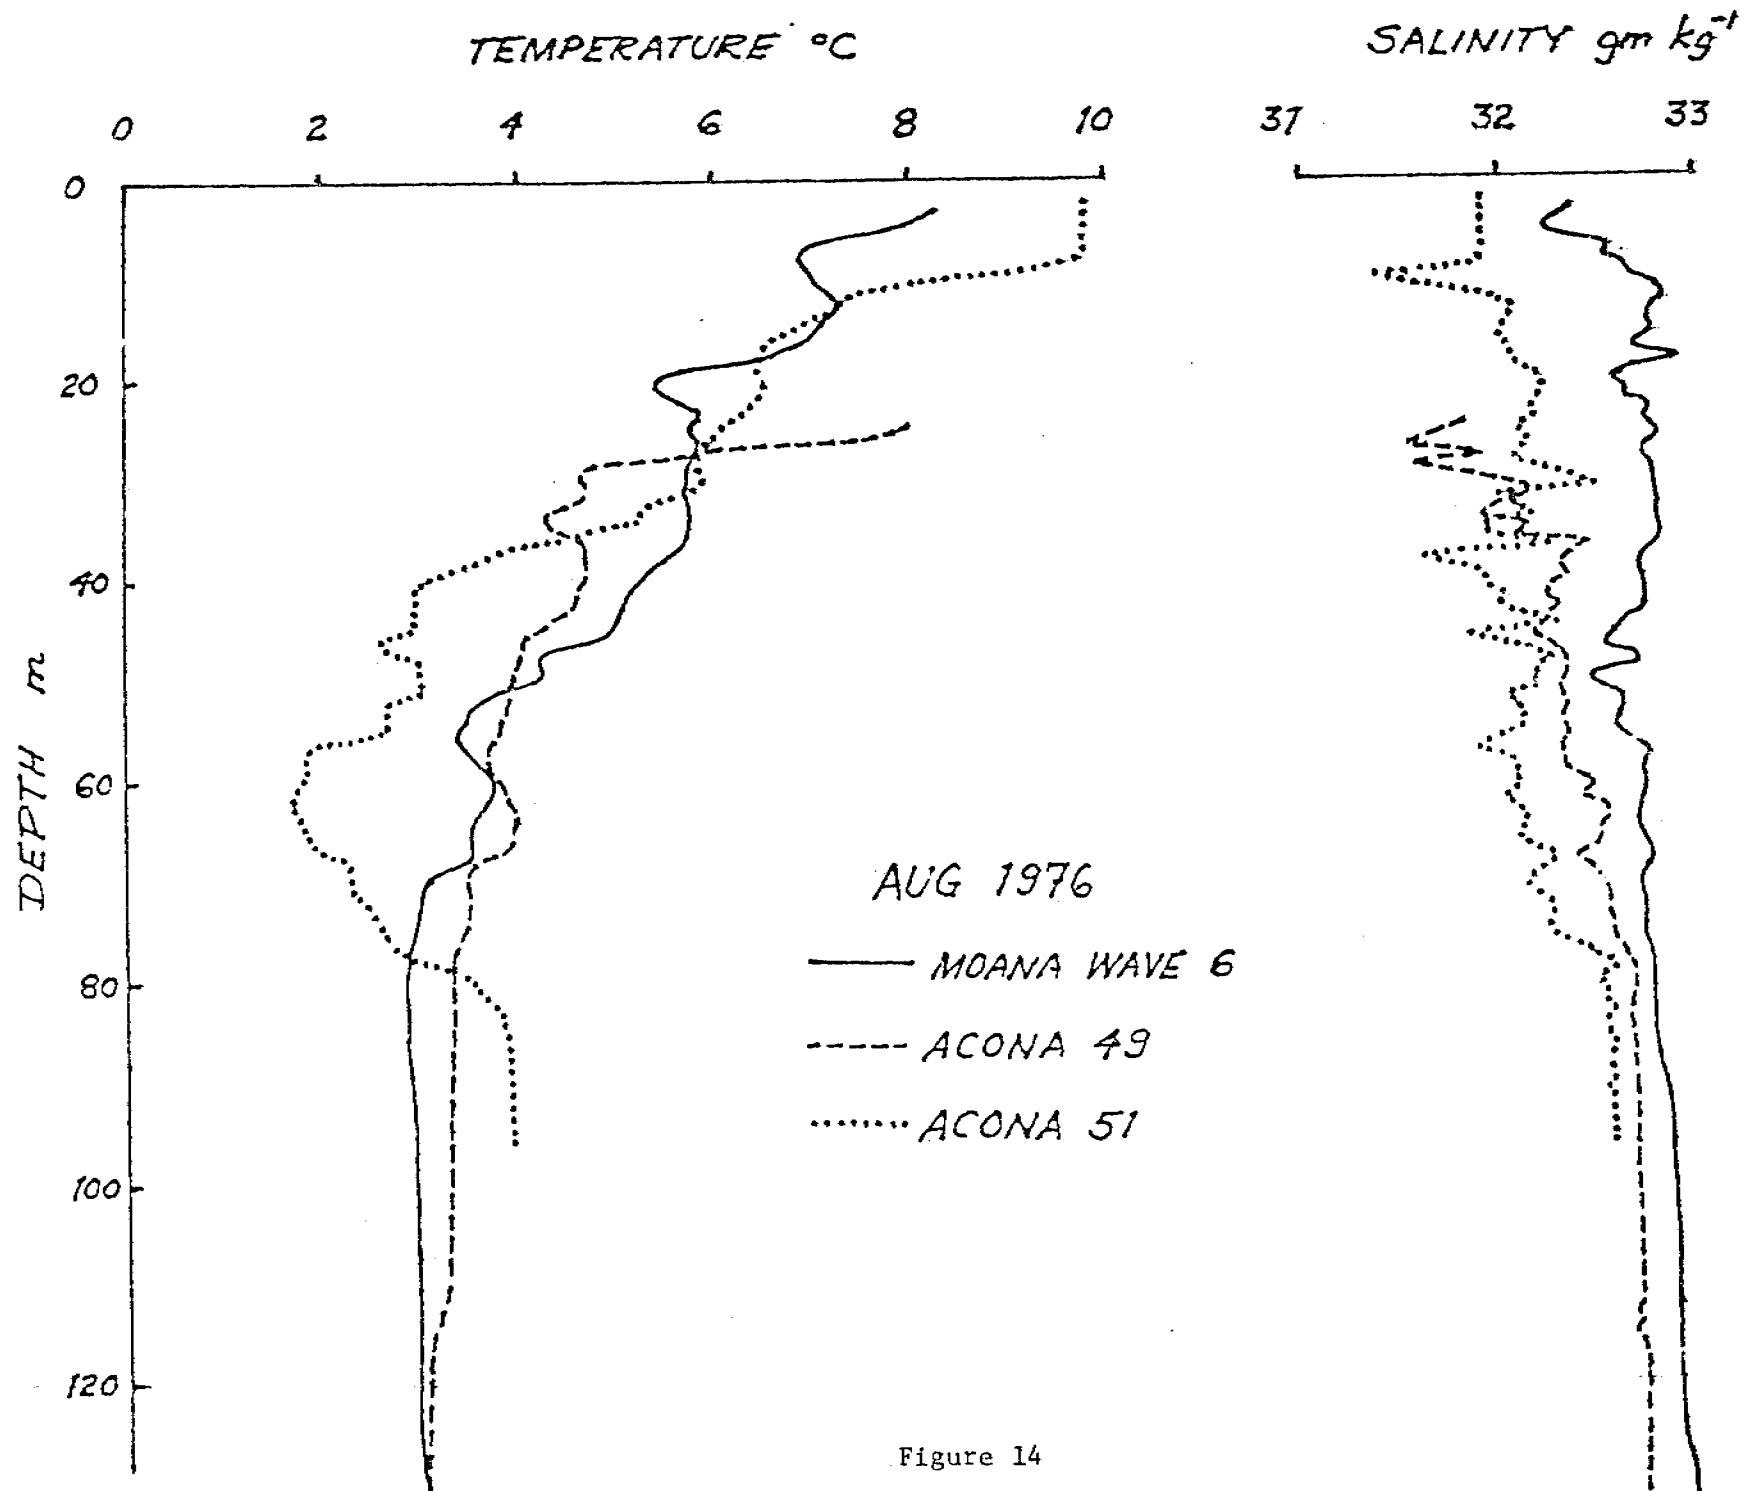 TEMPERATURE °C
SALINITY gm kg⁻¹
0 2 4 6 8 10
31 32 33
0
20
40
60
80
100
120
DEPTH m
AUG 1976
MOANA WAVE 6
ACONA 49
ACONA 51
Figure 14